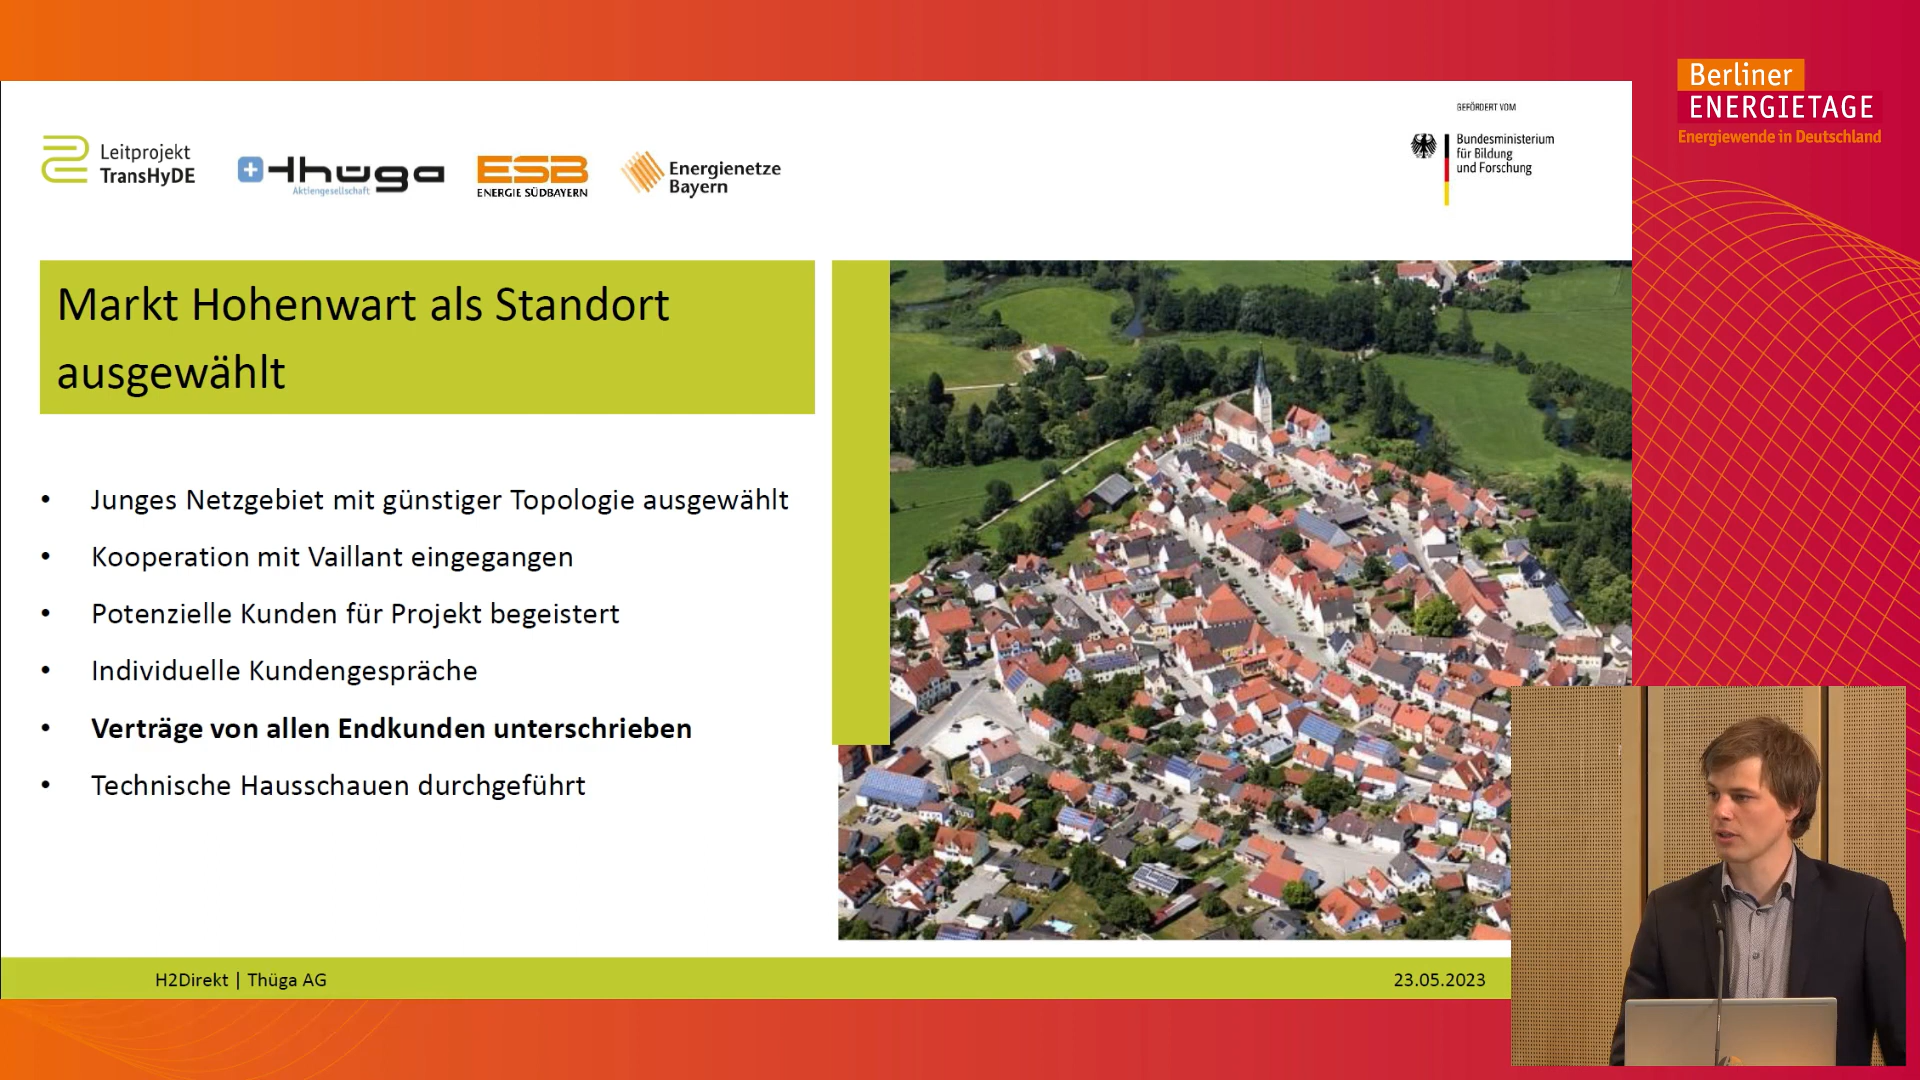 Berliner
ENERGIETAGE
Energiewende in Deutschland
GEFÖRDERT VOM
Bundesministerium
für Bildung
und Forschung
Leitprojekt
TransHyDE
thüga
Aktiengesellschaft
ESB
ENERGIE SÜDBAYERN
Energienetze
Bayern
Markt Hohenwart als Standort
ausgewählt
• Junges Netzgebiet mit günstiger Topologie ausgewählt
• Kooperation mit Vaillant eingegangen
• Potenzielle Kunden für Projekt begeistert
• Individuelle Kundengespräche
• Verträge von allen Endkunden unterschrieben
• Technische Hausschauen durchgeführt
H2Direkt | Thüga AG
23.05.2023